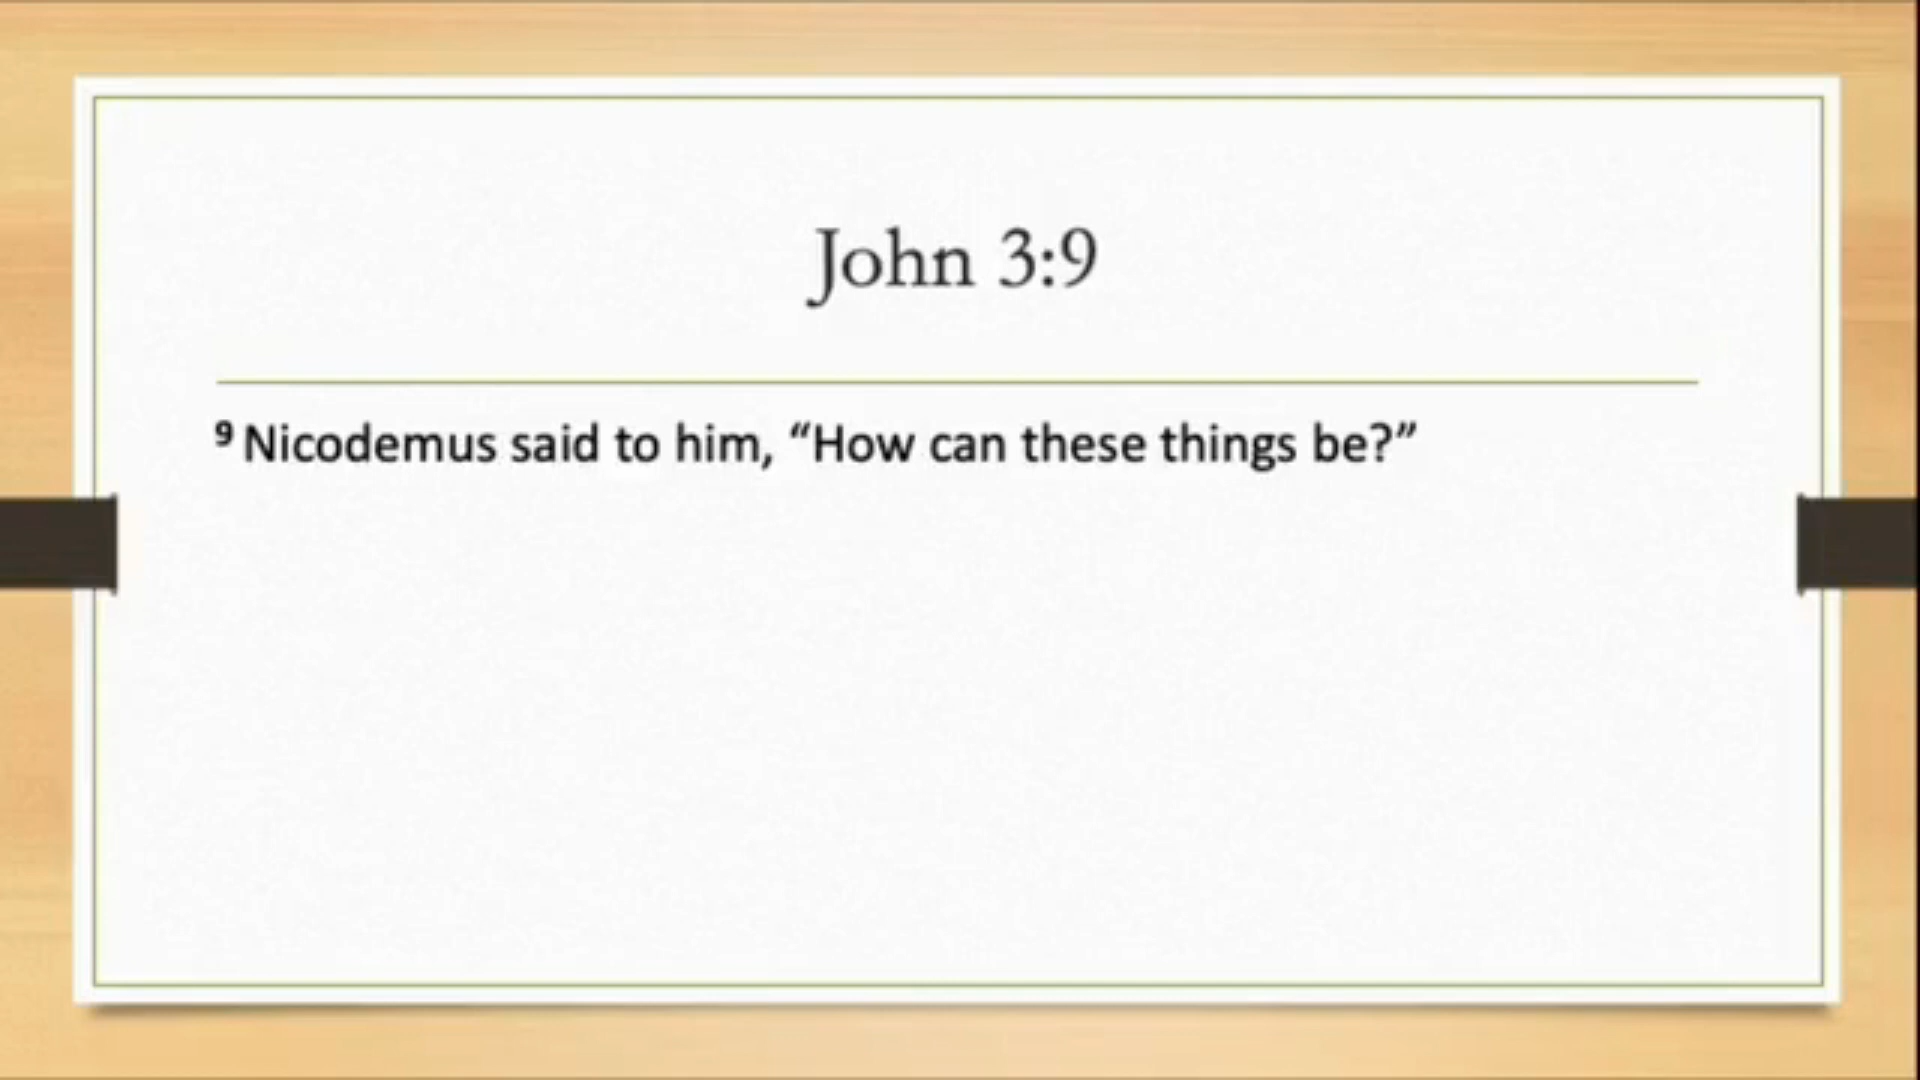 John 3:9
⁹ Nicodemus said to him, “How can these things be?”